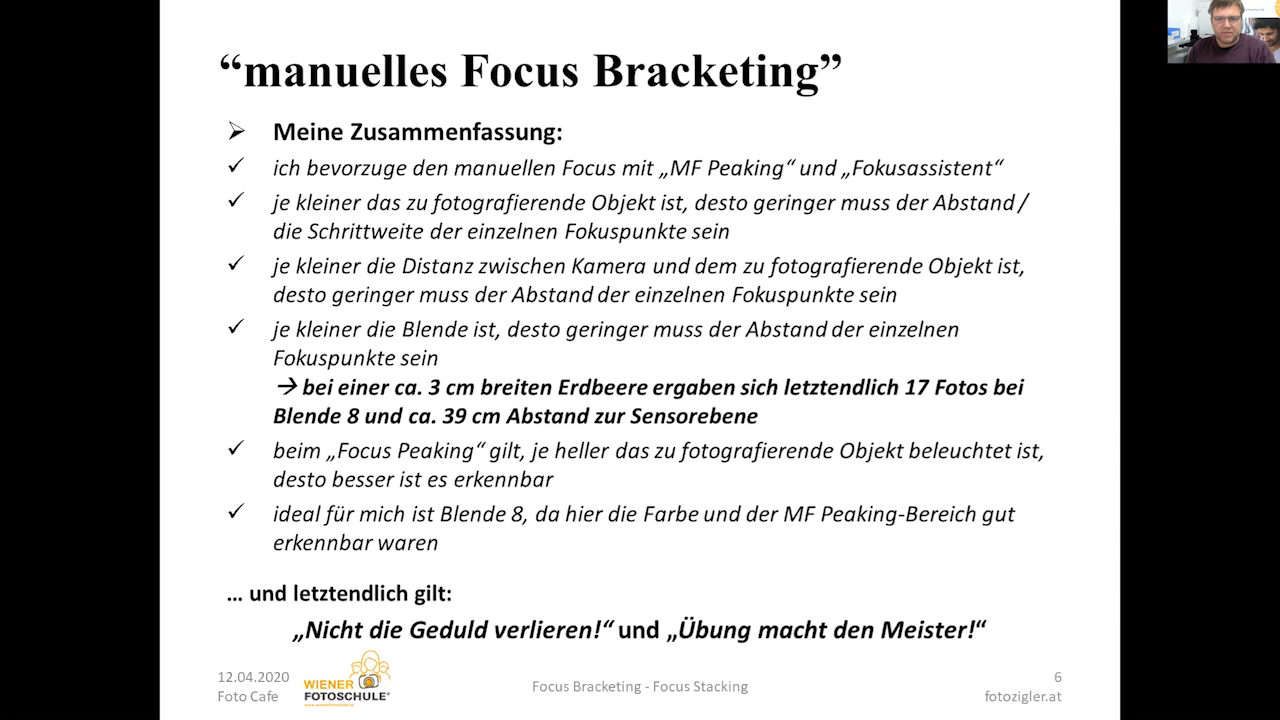 “manuelles Focus Bracketing”
Meine Zusammenfassung:
ich bevorzuge den manuellen Focus mit „MF Peaking“ und „Fokusassistent“
je kleiner das zu fotografierende Objekt ist, desto geringer muss der Abstand /
die Schrittweite der einzelnen Fokuspunkte sein
je kleiner die Distanz zwischen Kamera und dem zu fotografierende Objekt ist,
desto geringer muss der Abstand der einzelnen Fokuspunkte sein
je kleiner die Blende ist, desto geringer muss der Abstand der einzelnen
Fokuspunkte sein
→ bei einer ca. 3 cm breiten Erdbeere ergaben sich letztendlich 17 Fotos bei
Blende 8 und ca. 39 cm Abstand zur Sensorebene
beim „Focus Peaking“ gilt, je heller das zu fotografierende Objekt beleuchtet ist,
desto besser ist es erkennbar
ideal für mich ist Blende 8, da hier die Farbe und der MF Peaking-Bereich gut
erkennbar waren
… und letztendlich gilt:
„Nicht die Geduld verlieren!“ und „Übung macht den Meister!“
12.04.2020
Foto Cafe
WIENER
FOTOSCHULE®
www.wienerfotoschule.at
Focus Bracketing - Focus Stacking
6
fotozigler.at